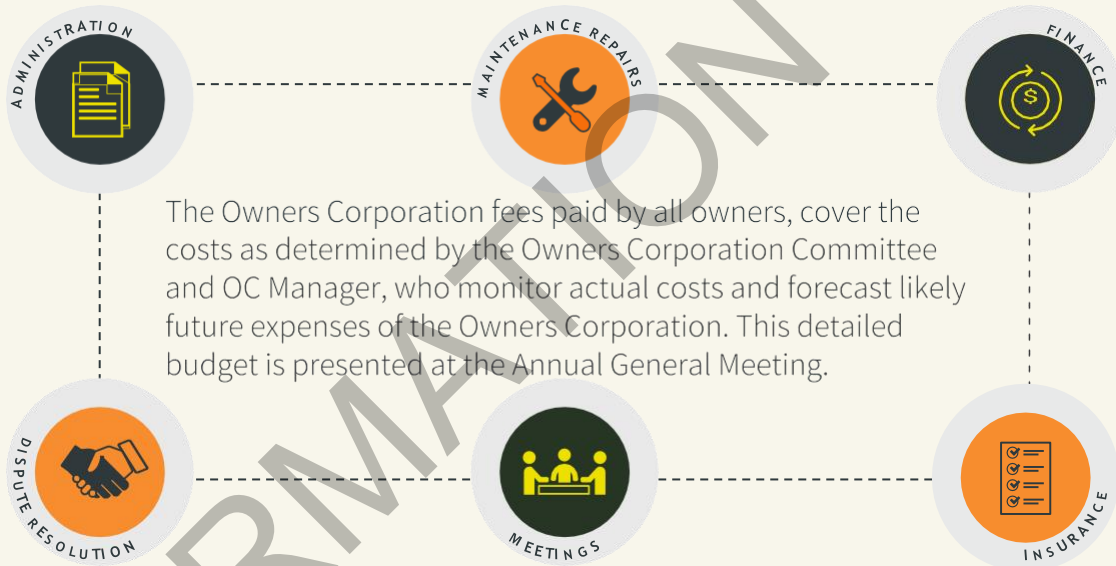 ADMINISTRATION
MAINTENANCE REPAIRS
FINANCE
$
The Owners Corporation fees paid by all owners, cover the
costs as determined by the Owners Corporation Committee
and OC Manager, who monitor actual costs and forecast likely
future expenses of the Owners Corporation. This detailed
budget is presented at the Annual General Meeting.
DISPUTE RESOLUTION
MEETINGS
INSURANCE
RMATION